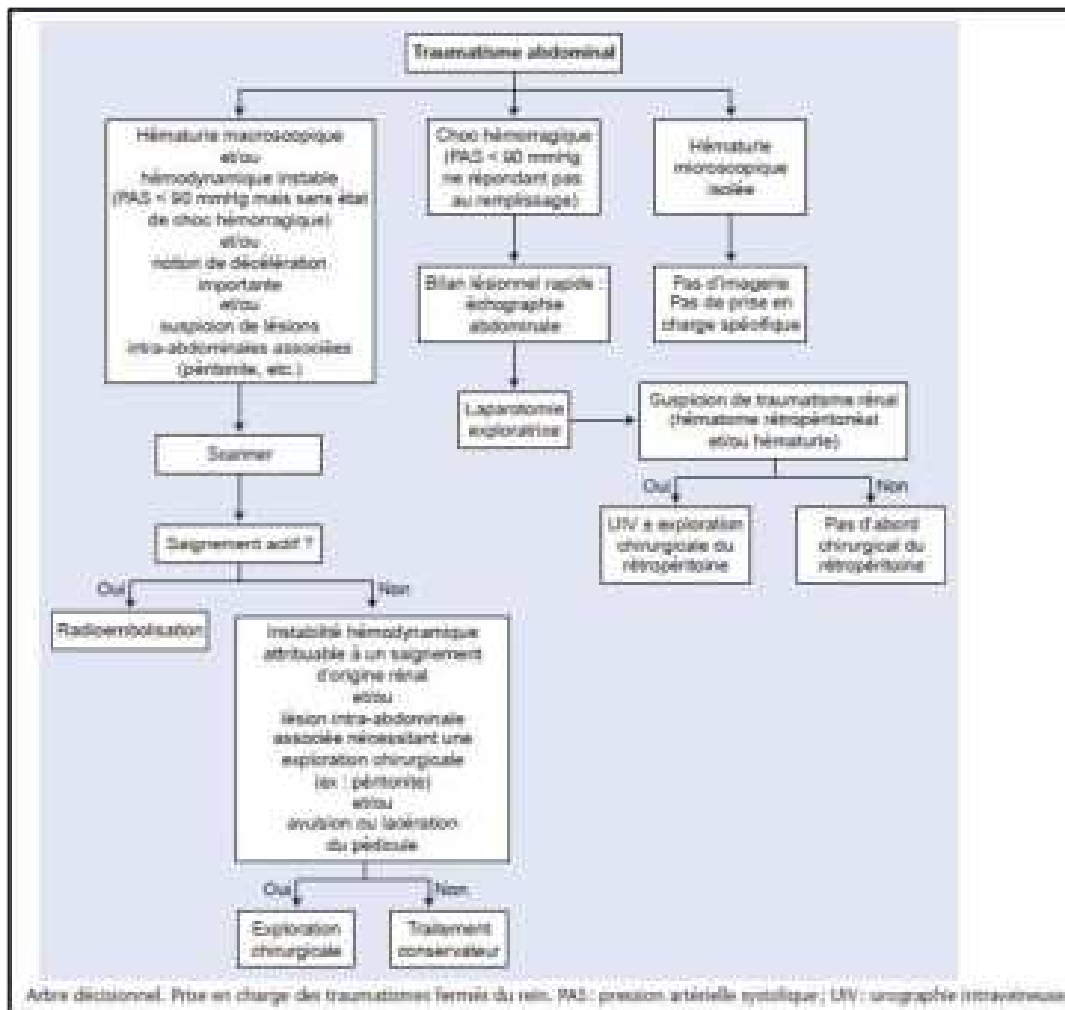 Traumatisme abdominal
Hématurie macroscopique
et/ou
hémodynamique instable
(PAS < 90 mmHg mais sans état
de choc hémorragique)
et/ou
notion de décélération
importante
et/ou
suspicion de lésions
intra-abdominales associées
(péritonite, etc.)
Choc hémorragique
(PAS < 90 mmHg
ne répondant pas
au remplissage)
Hématurie
microscopique
isolée
Bilan lésionnel rapide :
échographie
abdominale
Pas d'imagerie
Pas de prise en
charge spécifique
Laparotomie
exploratrice
Suspicion de traumatisme rénal
(hématome rétropéritonéal
et/ou hématurie)
Scanner
Oui
Non
UIV ± exploration
chirurgicale du
rétropéritoine
Pas d'abord
chirurgical du
rétropéritoine
Saignement actif ?
Oui
Non
Radioembolisation
Instabilité hémodynamique
attribuable à un saignement
d'origine rénal
et/ou
lésion intra-abdominale
associée nécessitant une
exploration chirurgicale
(ex : péritonite)
et/ou
avulsion ou lacération
du pédicule
Oui
Non
Exploration
chirurgicale
Traitement
conservateur
Arbre décisionnel. Prise en charge des traumatismes fermés du rein. PAS : pression artérielle systolique ; UIV : urographie intraveineuse